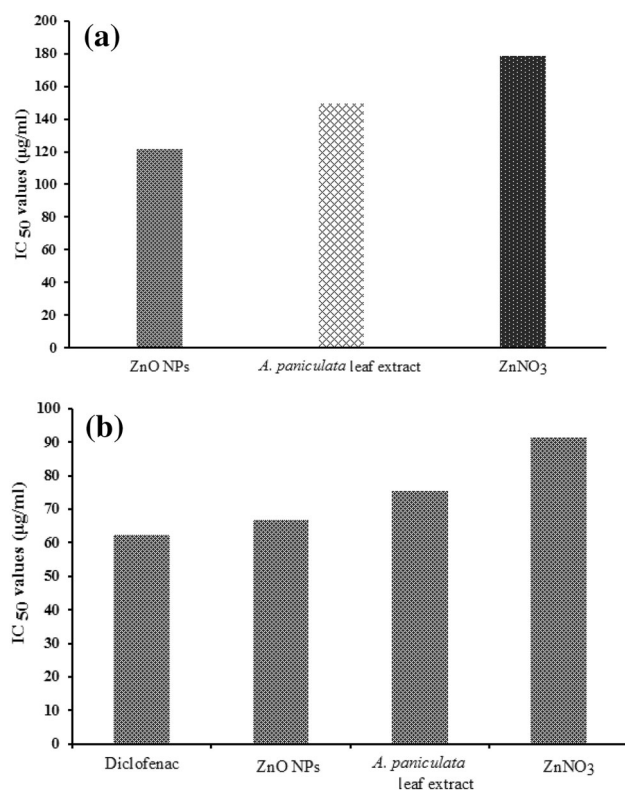 (a)
IC 50 values (µg/ml)
200
180
160
140
120
100
80
60
40
20
0
ZnO NPs
A. paniculata leaf extract
ZnNO3
(b)
IC 50 values (µg/ml)
100
90
80
70
60
50
40
30
20
10
0
Diclofenac
ZnO NPs
A. paniculata
leaf extract
ZnNO3